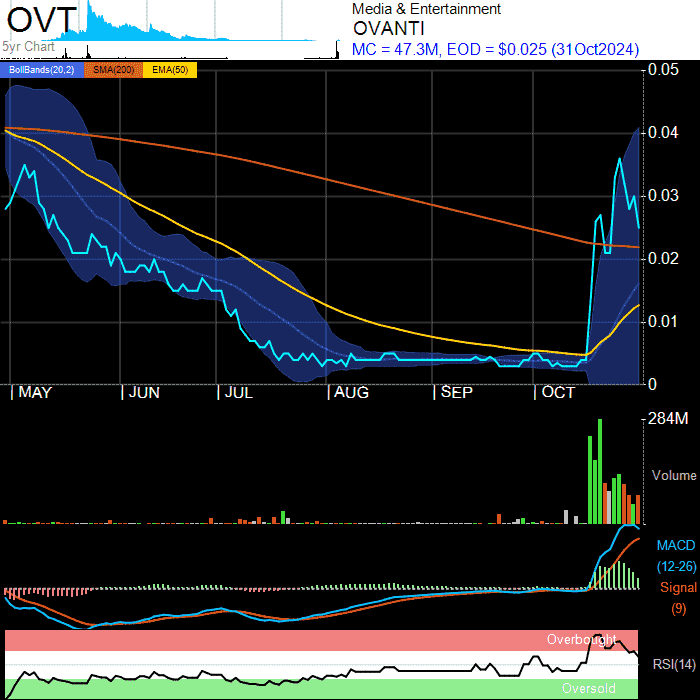 OVT
Media & Entertainment
OVANTI
5yr Chart
MC = 47.3M, EOD = $0.025 (31Oct2024)
BollBands(20,2) SMA(200) EMA(50)
0.05
0.04
0.03
0.02
0.01
0
MAY JUN JUL AUG SEP OCT
284M
Volume
MACD
(12-26)
Signal
(9)
Overbought
RSI(14)
Oversold